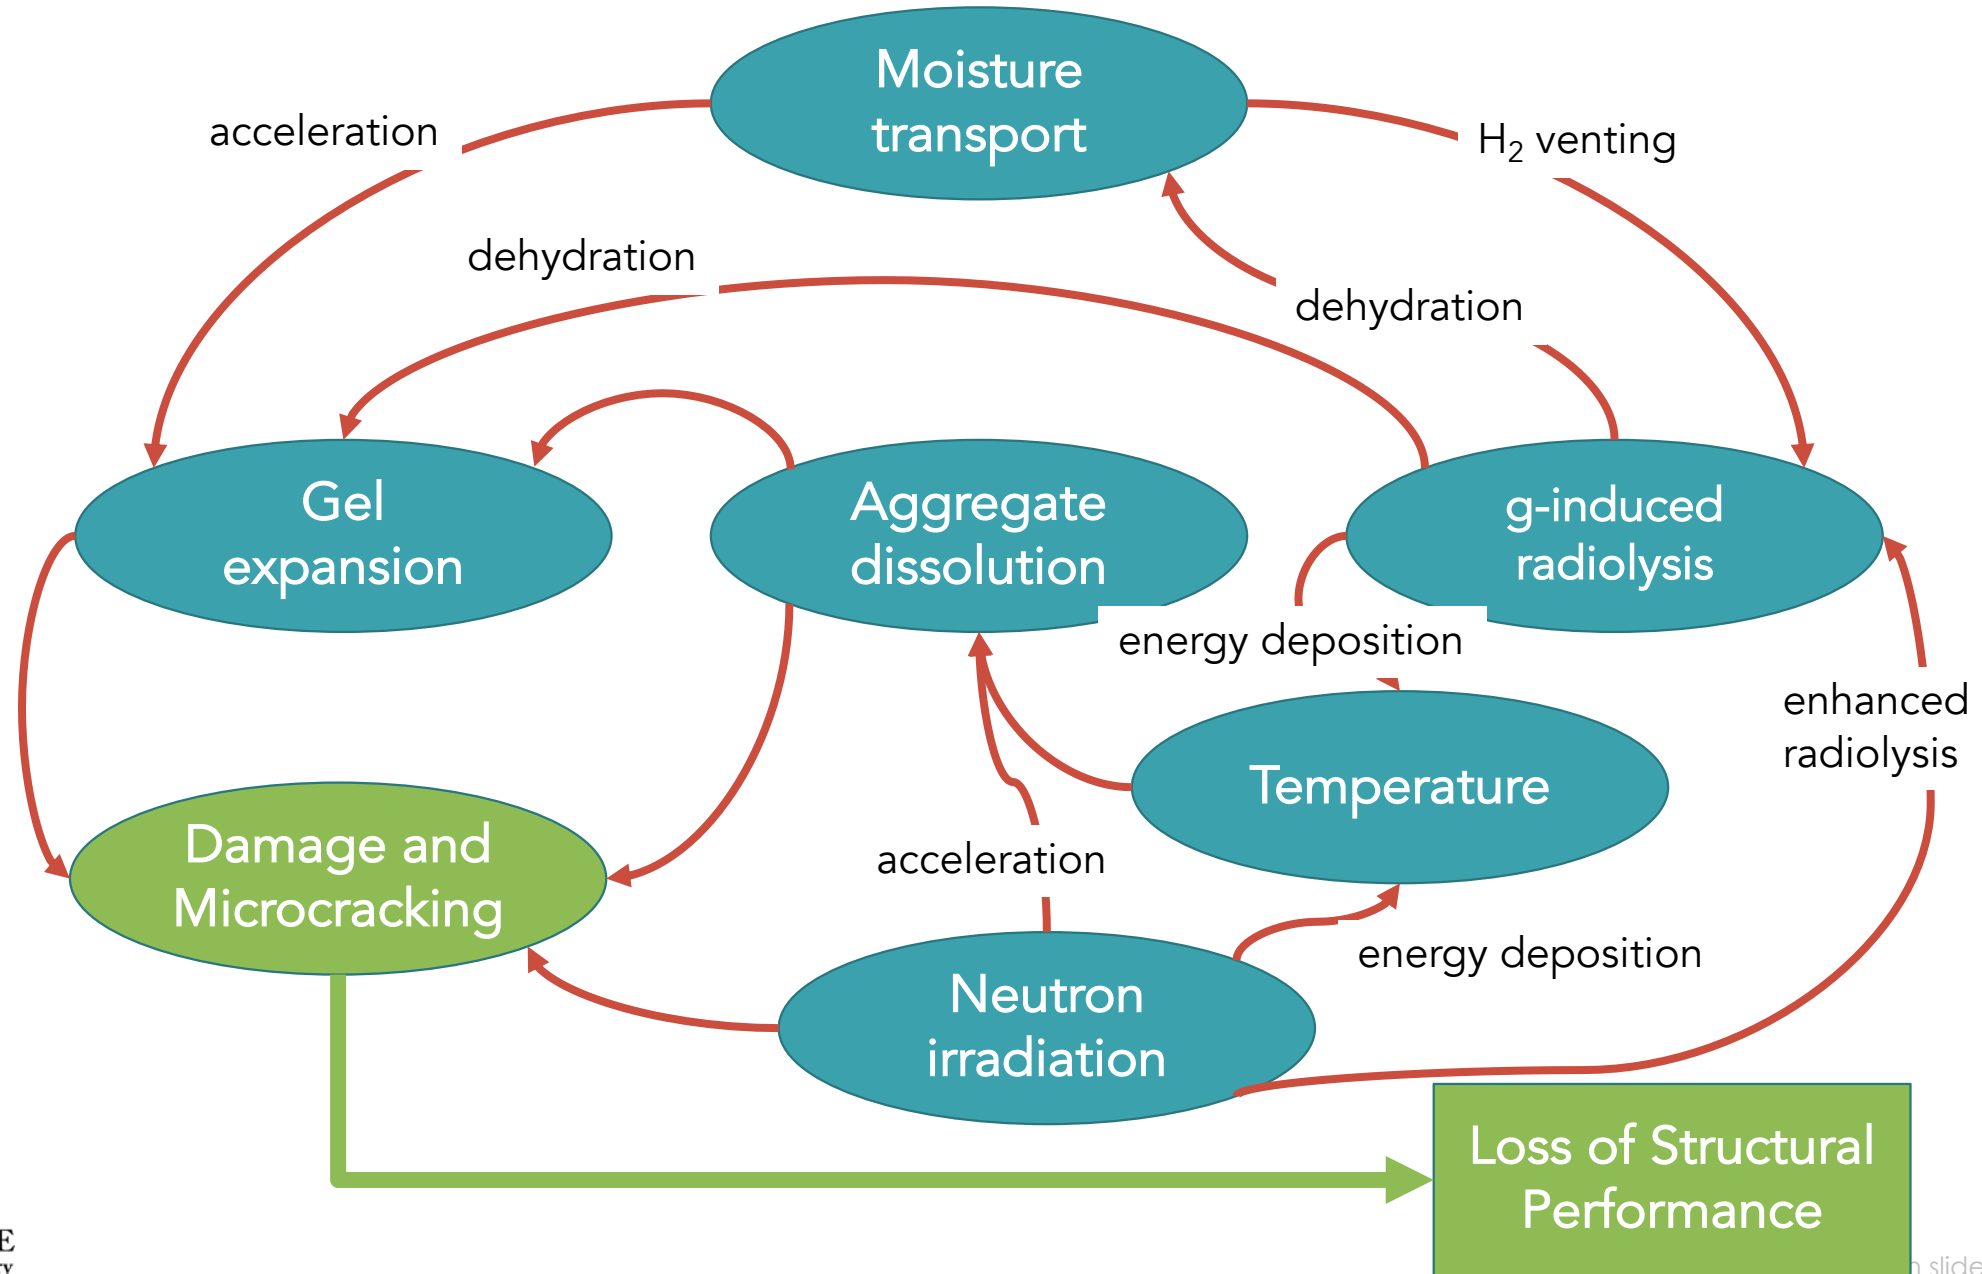 Moisture
transport
acceleration
H₂ venting
dehydration
dehydration
Gel
expansion
Aggregate
dissolution
g-induced
radiolysis
energy deposition
enhanced
radiolysis
Temperature
Damage and
Microcracking
acceleration
energy deposition
Neutron
irradiation
Loss of Structural
Performance
slide